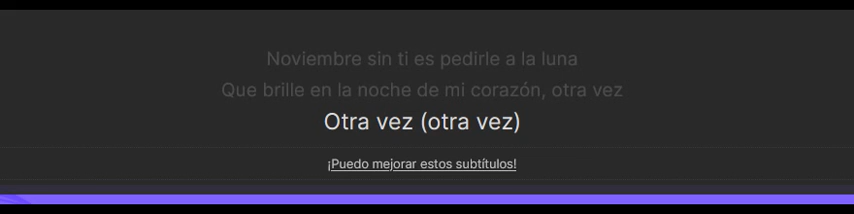 Noviembre sin ti es pedirle a la luna
Que brille en la noche de mi corazón, otra vez
Otra vez (otra vez)
¡Puedo mejorar estos subtítulos!